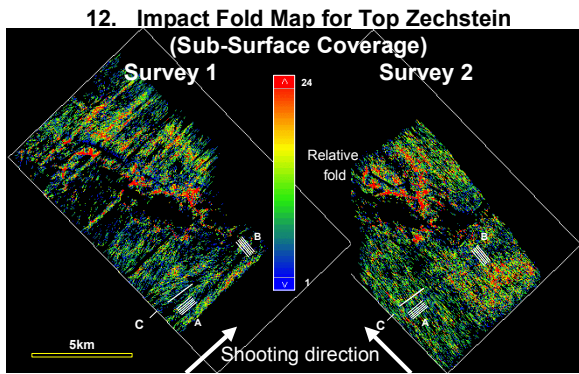 12. Impact Fold Map for Top Zechstein
(Sub-Surface Coverage)
Survey 1
Survey 2
24
Relative
fold
1
B
A
C
B
A
C
5km
Shooting direction